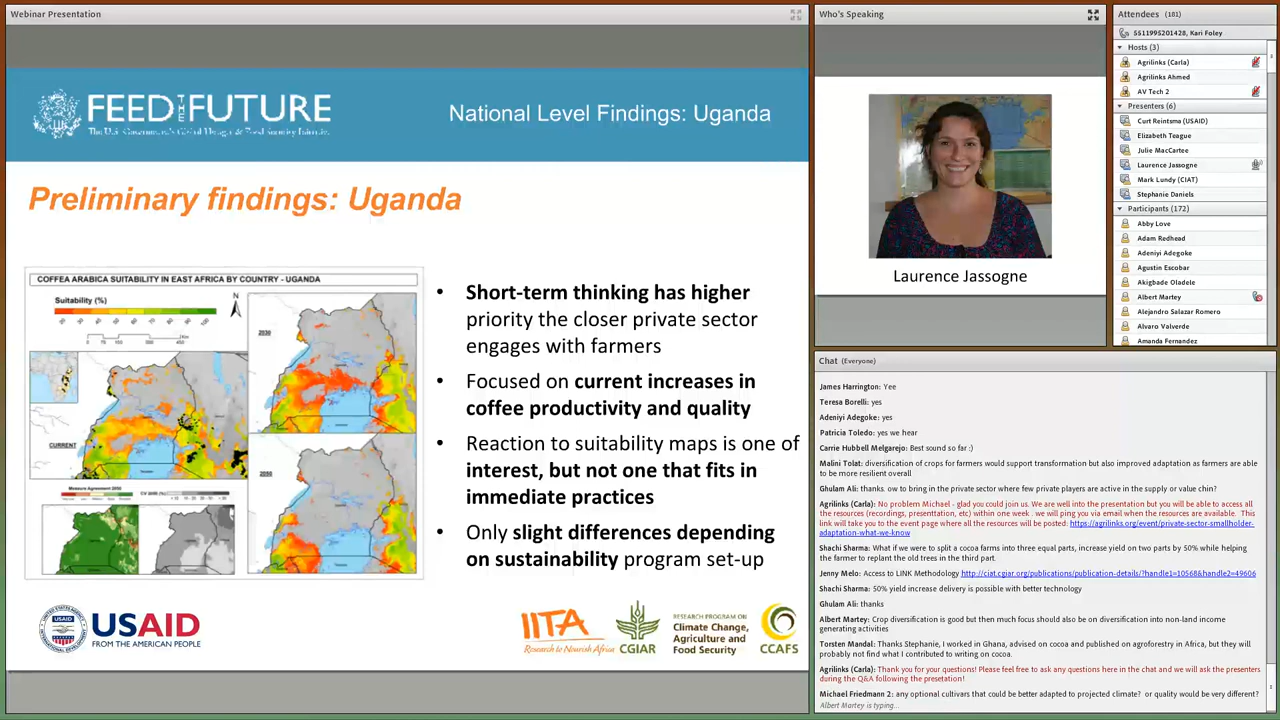 Webinar Presentation
FEED THE FUTURE
The U.S. Government's Global Hunger & Food Security Initiative
National Level Findings: Uganda
Preliminary findings: Uganda
COFFEA ARABICA SUITABILITY IN EAST AFRICA BY COUNTRY - UGANDA
Suitability (%)
N
2030
CURRENT
2050
Measure Agreement 2050
• Short-term thinking has higher
priority the closer private sector
engages with farmers
• Focused on current increases in
coffee productivity and quality
• Reaction to suitability maps is one of
interest, but not one that fits in
immediate practices
• Only slight differences depending
on sustainability program set-up
USAID
USAID
FROM THE AMERICAN PEOPLE
IITA
Research to Nourish Africa
CGIAR
RESEARCH PROGRAM ON
Climate Change,
Agriculture and
Food Security
CCAFS
Who's Speaking
Laurence Jassogne
Attendees (181)
5511995201428, Kari Foley
Hosts (3)
Agrilinks (Carla)
Agrilinks Ahmed
AV Tech 2
Presenters (6)
Curt Reintsma (USAID)
Elizabeth Teague
Julie MacCartee
Laurence Jassogne
Mark Lundy (CIAT)
Stephanie Daniels
Participants (172)
Abby Love
Adam Redhead
Adeniyi Adegoke
Agustin Escobar
Akigbade Oladele
Albert Martey
Alejandro Salazar Romero
Alvaro Valverde
Amanda Fernandez
Chat (Everyone)
James Harrington: Yee
Teresa Borelli: yes
Adeniyi Adegoke: yes
Patricia Toledo: yes we hear
Carrie Hubbell Melgarejo: Best sound so far :)
Malini Tolat: diversification of crops for farmers would support transformation but also improved adaptation as farmers are able
to be more resilient overall
Ghulam Ali: thanks. ow to bring in the private sector where few private players are active in the supply or value chin?
Agrilinks (Carla): No problem Michael - glad you could join us. We are well into the presentation but you will be able to access all
the resources (recordings, presentation, etc) within one week . we will ping you via email when the resources are available. This
link will take you to the event page where all the resources will be posted: https://agrilinks.org/event/private-sector-smallholder-
adaptation-what-we-know
Shachi Sharma: What if we were to split a cocoa farms into three equal parts, increase yield on two parts by 50% while helping
the farmer to replant the old trees in the third part.
Jenny Melo: Access to LINK Methodology http://ciat.cgiar.org/publications/publication-details/?handle1=10568&handle2=49606
Shachi Sharma: 50% yield increase delivery is possible with better technology
Ghulam Ali: thanks
Albert Martey: Crop diversification is good but then much focus should also be on diversification into non-land income
generating activities
Torsten Mandal: Thanks Stephanie, I worked in Ghana, advised on cocoa and published on agroforestry in Africa, but they will
probably not find what I contributed to writing on cocoa.
Agrilinks (Carla): Thank you for your questions! Please feel free to ask any questions here in the chat and we will ask the presenters
during the Q&A following the presetation!
Michael Friedmann 2: any optional cultivars that could be better adapted to projected climate? or quality would be very different?
Albert Martey is typing...